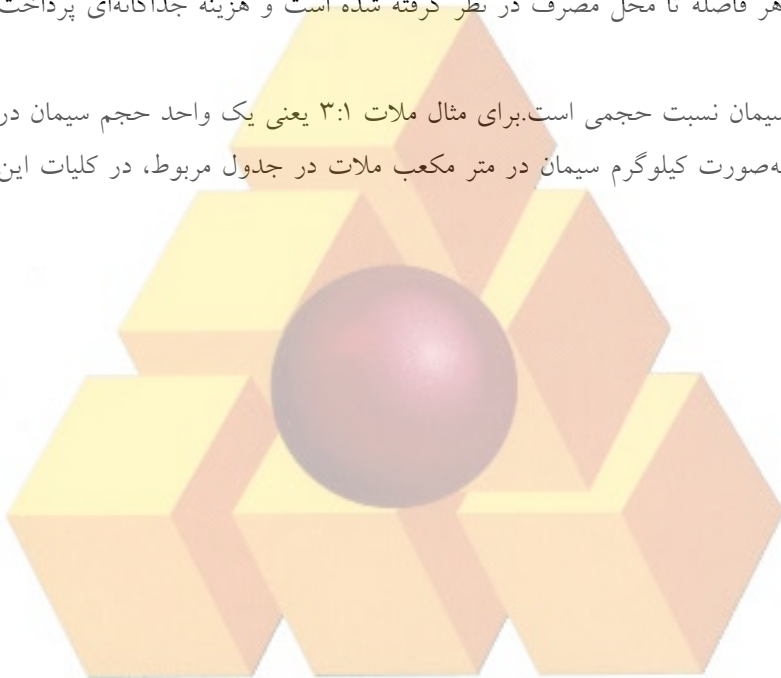 هر فاصله تا محل مصرف در نظر گرفته شده است و هزینه جداگانه‌ای پرداخت
سیمان نسبت حجمی است.برای مثال ملات ۳:۱ یعنی یک واحد حجم سیمان در
به‌صورت کیلوگرم سیمان در متر مکعب ملات در جدول مربوط، در کلیات این